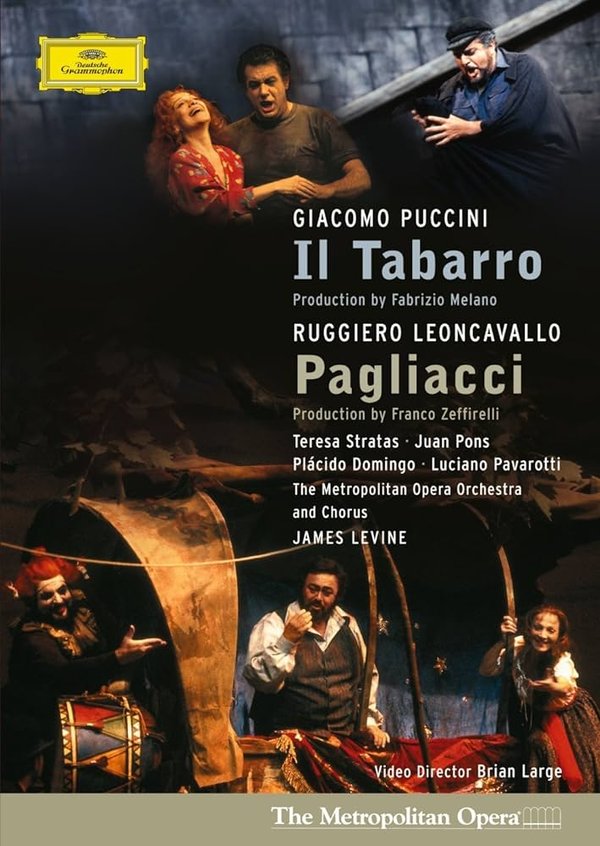 Deutsche
Grammophon
GIACOMO PUCCINI
Il Tabarro
Production by Fabrizio Melano
RUGGIERO LEONCAVALLO
Pagliacci
Production by Franco Zeffirelli
Teresa Stratas · Juan Pons
Plácido Domingo · Luciano Pavarotti
The Metropolitan Opera Orchestra
and Chorus
JAMES LEVINE
Video Director Brian Large
The Metropolitan Opera